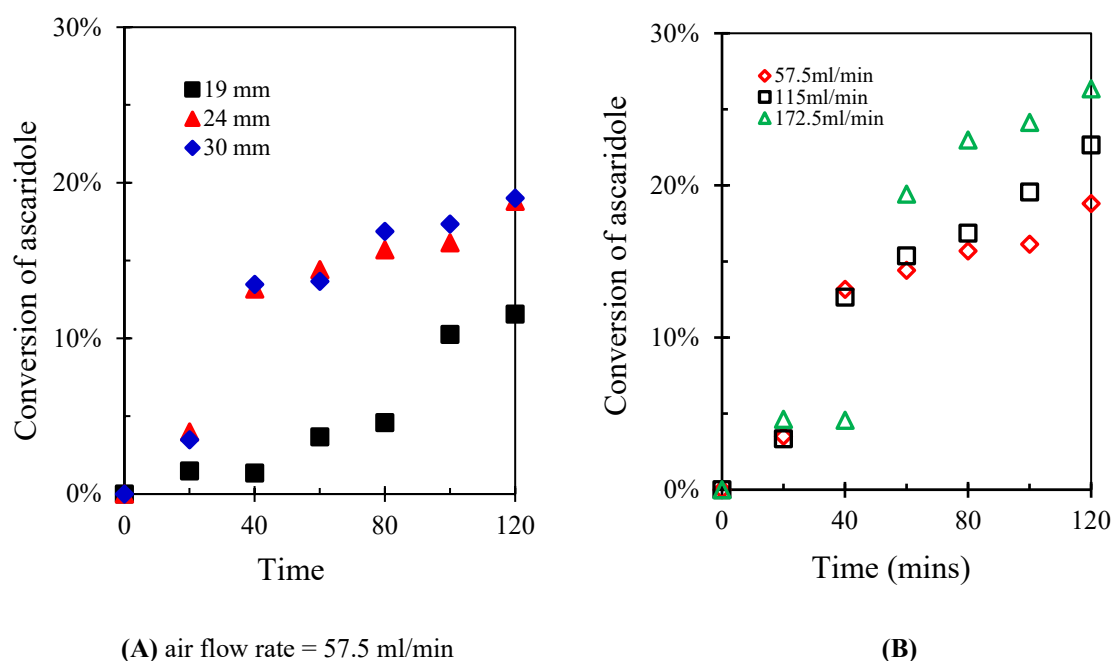 30%
20%
10%
0%
Conversion of ascaridole
19 mm
24 mm
30 mm
0
40
80
120
Time
(A) air flow rate = 57.5 ml/min
30%
20%
10%
0%
Conversion of ascaridole
57.5ml/min
115ml/min
172.5ml/min
0
40
80
120
Time (mins)
(B)